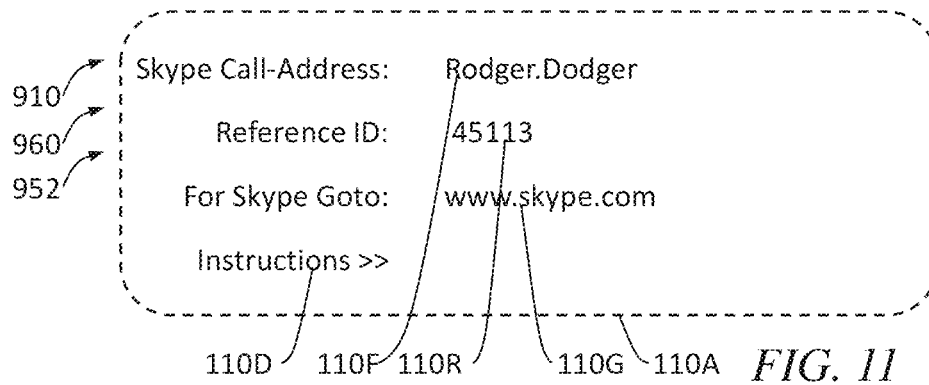 Skype Call-Address: Rodger.Dodger
910
960
Reference ID: 45113
952
For Skype Goto: www.skype.com
Instructions >>
110D 110F 110R 110G 110A FIG. 11